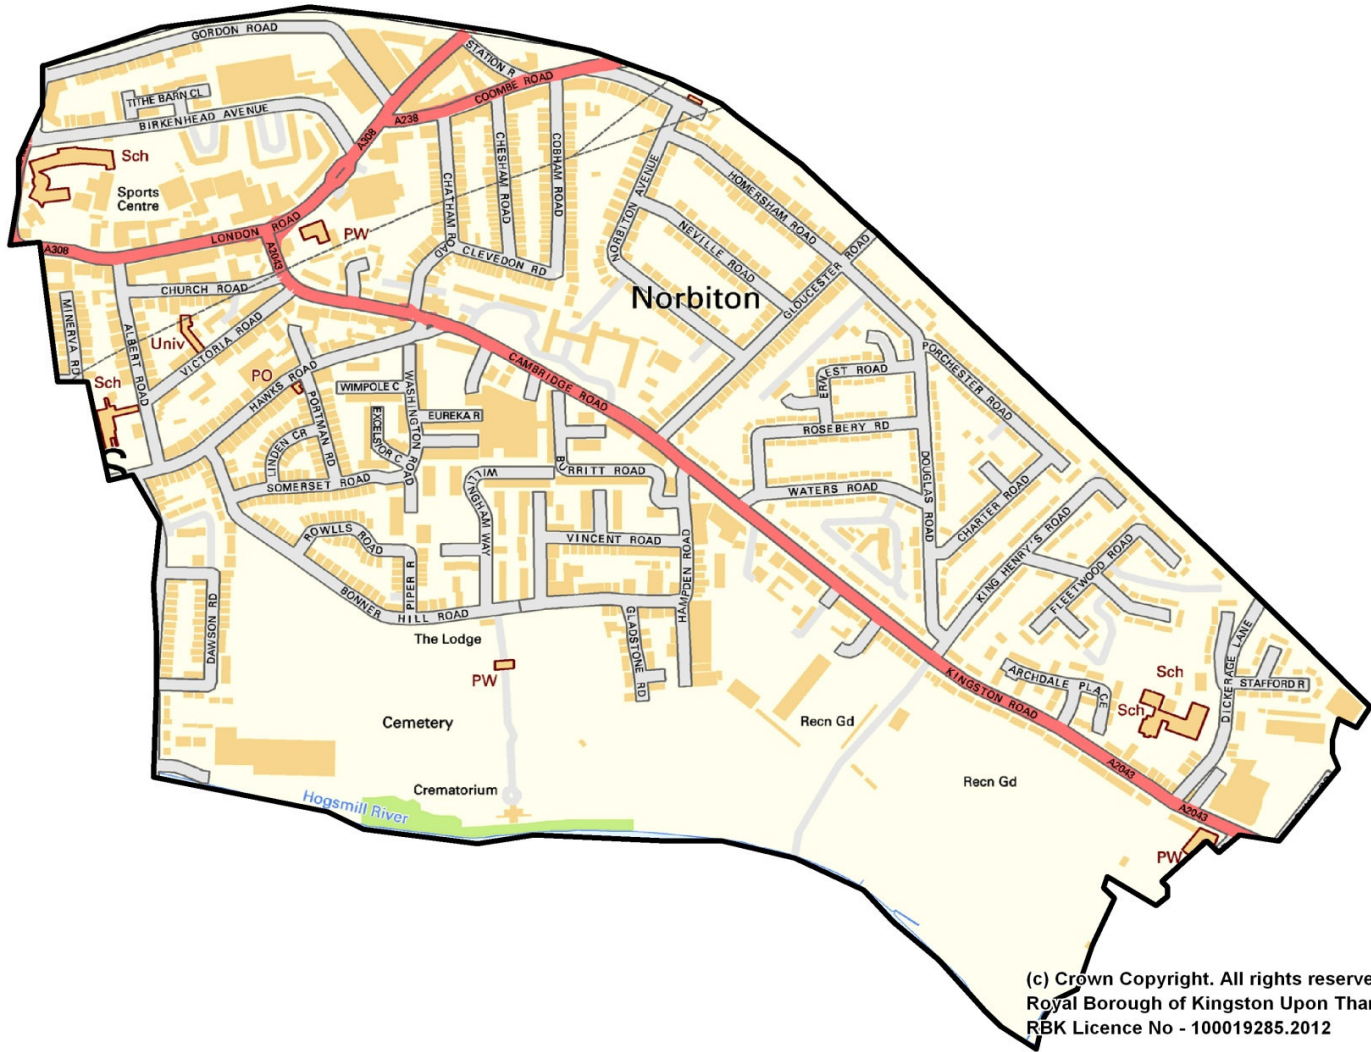 GORDON ROAD
STATION R
COOMBE ROAD
TITHE BARN CL
BIRKENHEAD AVENUE
A238
A308
Sch
Sports
Centre
CHATHAM ROAD
CHESHAM ROAD
COBHAM ROAD
NORBITON AVENUE
HOMERSHAM ROAD
LONDON ROAD
PW
A308
A2043
CLEVEDON RD
NEVILLE ROAD
GLOUCESTER ROAD
CHURCH ROAD
Norbiton
MINERVA RD
ALBERT ROAD
Univ
VICTORIA ROAD
CAMBRIDGE ROAD
PORCHESTER ROAD
Sch
PO
HAWKS ROAD
PORTMAN RD
WIMPOLE C
WASHINGTON ROAD
EXCELSYOR C
EUREKA R
ERNEST ROAD
ROSEBERY RD
LINDEN CR
S
SOMERSET ROAD
WILLINGHAM WAY
BURRITT ROAD
WATERS ROAD
DOUGLAS ROAD
CHARTER ROAD
KING HENRY'S ROAD
FLEETWOOD ROAD
ROWLLS ROAD
VINCENT ROAD
HAMPDEN ROAD
DAWSON RD
BONNER HILL ROAD
PIPER R
GLADSTONE RD
The Lodge
PW
ARCHDALE PLACE
KINGSTON ROAD
Sch
Sch
DICKERAGE LANE
STAFFORD R
Cemetery
Recn Gd
Recn Gd
A2043
A2043
Crematorium
Hogsmill River
PW
(c) Crown Copyright. All rights reserve
Royal Borough of Kingston Upon Tham
RBK Licence No - 100019285.2012